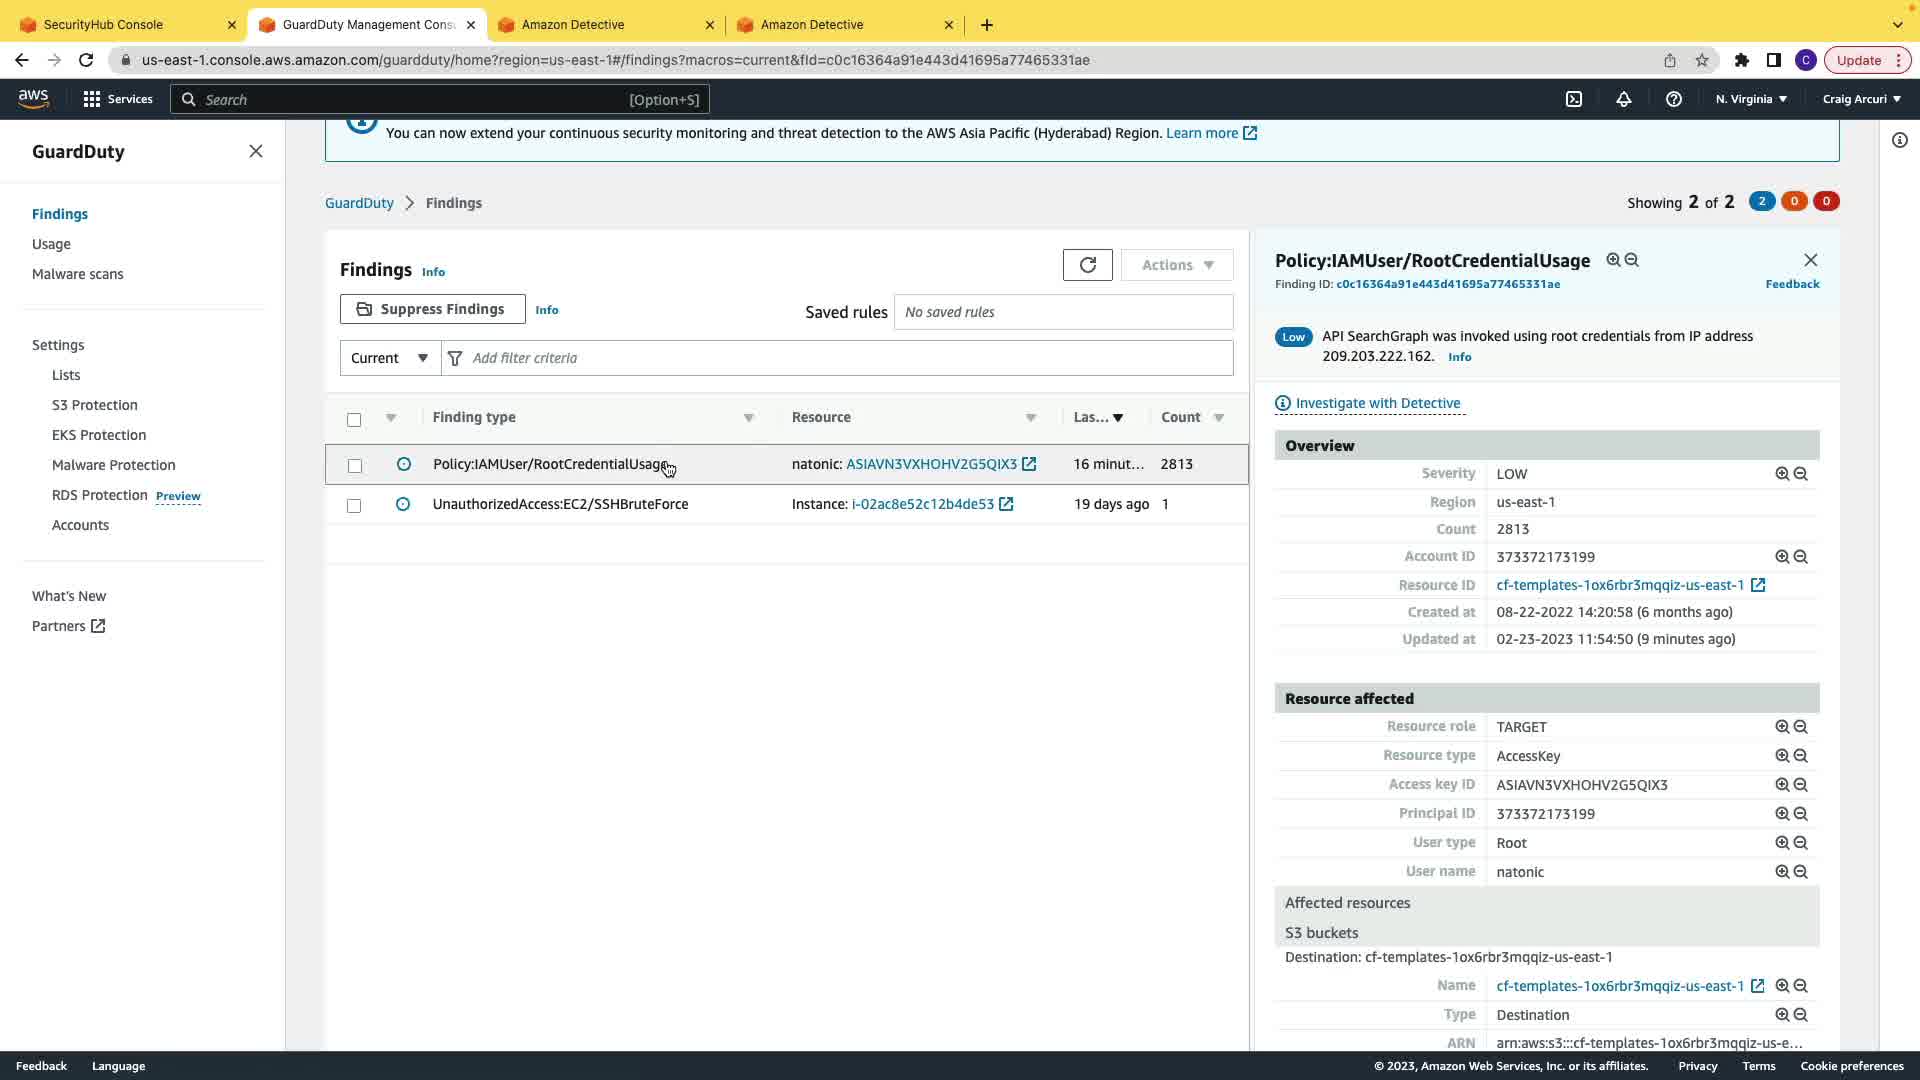 SecurityHub Console
GuardDuty Management Cons
Amazon Detective
Amazon Detective
us-east-1.console.aws.amazon.com/guardduty/home?region=us-east-1#/findings?macros=current&fId=c0c16364a91e443d41695a77465331ae
C
Update
aws
Services
Search
[Option+S]
N. Virginia
Craig Arcuri
GuardDuty
Findings
Usage
Malware scans
Settings
Lists
S3 Protection
EKS Protection
Malware Protection
RDS Protection Preview
Accounts
What's New
Partners
You can now extend your continuous security monitoring and threat detection to the AWS Asia Pacific (Hyderabad) Region. Learn more
GuardDuty > Findings
Showing 2 of 2 2 0 0
Findings Info
Actions
Suppress Findings Info
Saved rules No saved rules
Current Add filter criteria
Finding type Resource Las... Count
Policy:IAMUser/RootCredentialUsage natonic: ASIAVN3VXHOHV2G5QIX3 16 minut... 2813
UnauthorizedAccess:EC2/SSHBruteForce Instance: i-02ac8e52c12b4de53 19 days ago 1
Policy:IAMUser/RootCredentialUsage
Finding ID: c0c16364a91e443d41695a77465331ae Feedback
Low API SearchGraph was invoked using root credentials from IP address
209.203.222.162. Info
Investigate with Detective
Overview
Severity LOW
Region us-east-1
Count 2813
Account ID 373372173199
Resource ID cf-templates-1ox6rbr3mqqiz-us-east-1
Created at 08-22-2022 14:20:58 (6 months ago)
Updated at 02-23-2023 11:54:50 (9 minutes ago)
Resource affected
Resource role TARGET
Resource type AccessKey
Access key ID ASIAVN3VXHOHV2G5QIX3
Principal ID 373372173199
User type Root
User name natonic
Affected resources
S3 buckets
Destination: cf-templates-1ox6rbr3mqqiz-us-east-1
Name cf-templates-1ox6rbr3mqqiz-us-east-1
Type Destination
ARN arn:aws:s3:::cf-templates-1ox6rbr3mqqiz-us-e...
Feedback Language
© 2023, Amazon Web Services, Inc. or its affiliates. Privacy Terms Cookie preferences